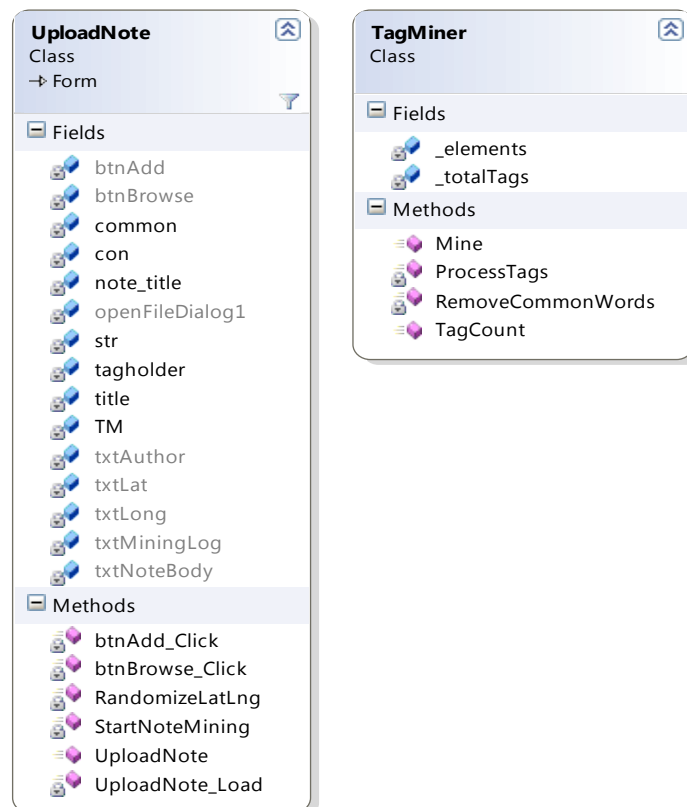 UploadNote
Class
Form
Fields
btnAdd
btnBrowse
common
con
note_title
openFileDialog1
str
tagholder
title
TM
txtAuthor
txtLat
txtLong
txtMiningLog
txtNoteBody
Methods
btnAdd_Click
btnBrowse_Click
RandomizeLatLng
StartNoteMining
UploadNote
UploadNote_Load
TagMiner
Class
Fields
_elements
_totalTags
Methods
Mine
ProcessTags
RemoveCommonWords
TagCount